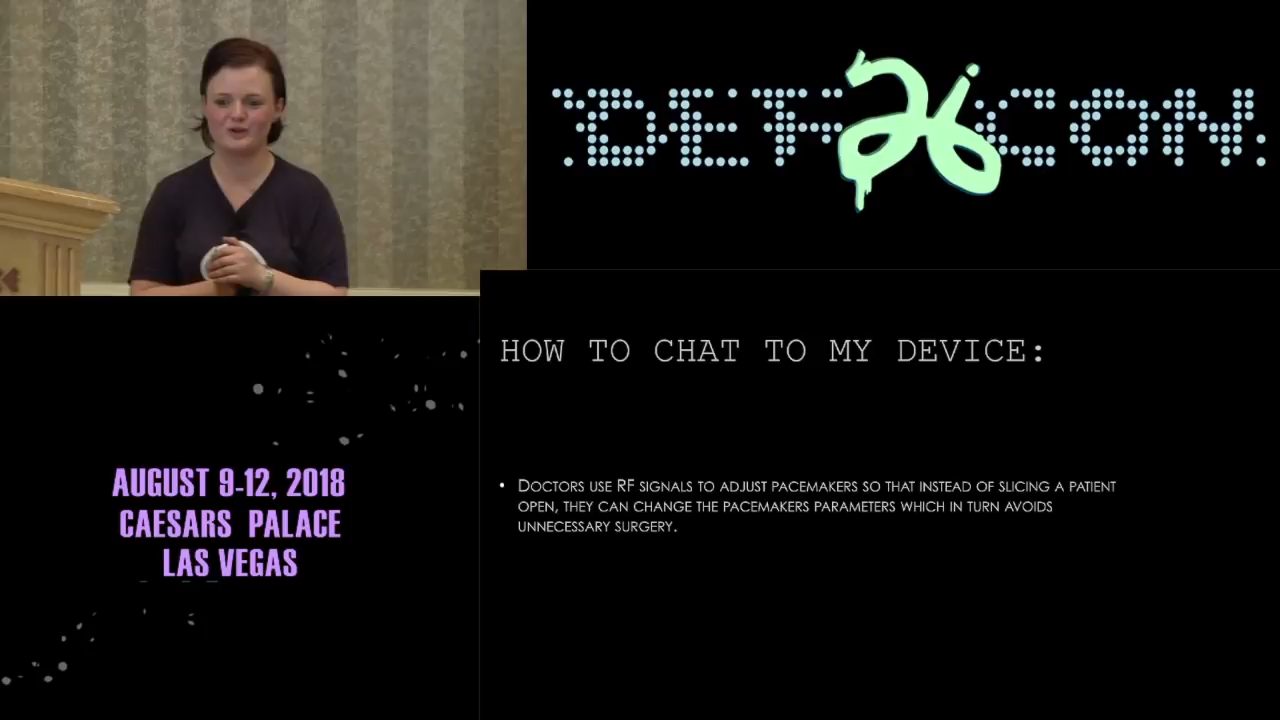 DEF 26 CON
HOW TO CHAT TO MY DEVICE:
• DOCTORS USE RF SIGNALS TO ADJUST PACEMAKERS SO THAT INSTEAD OF SLICING A PATIENT
OPEN, THEY CAN CHANGE THE PACEMAKERS PARAMETERS WHICH IN TURN AVOIDS
UNNECESSARY SURGERY.
AUGUST 9-12, 2018
CAESARS PALACE
LAS VEGAS